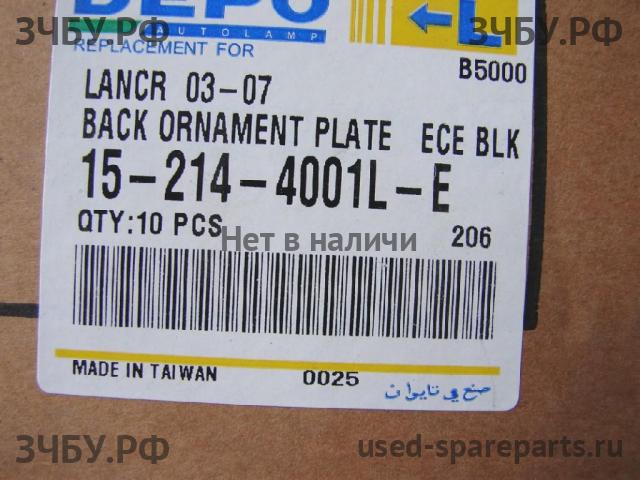 DEPO
AUTOLAMP
REPLACEMENT FOR
L
B5000
LANCR 03-07
BACK ORNAMENT PLATE ECE BLK
15-214-4001L-E
QTY:10 PCS
206
Нет в наличи
MADE IN TAIWAN
0025
صنع في تايوان
ЗЧБУ.РФ
ЗЧБУ.РФ
ЗЧБУ.РФ
used-spareparts.ru